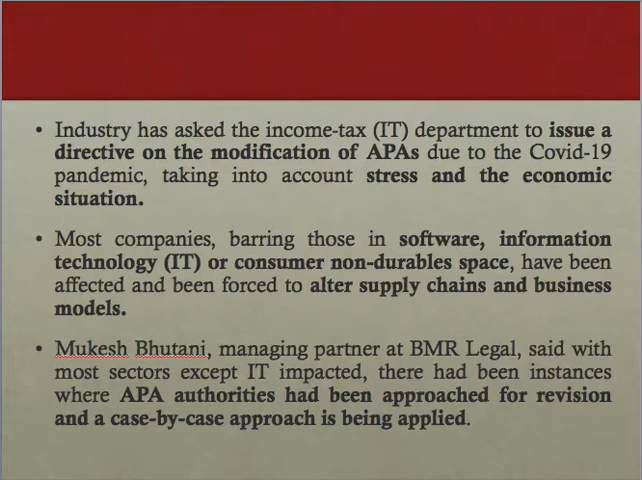 • Industry has asked the income-tax (IT) department to issue a
directive on the modification of APAs due to the Covid-19
pandemic, taking into account stress and the economic
situation.
• Most companies, barring those in software, information
technology (IT) or consumer non-durables space, have been
affected and been forced to alter supply chains and business
models.
• Mukesh Bhutani, managing partner at BMR Legal, said with
most sectors except IT impacted, there had been instances
where APA authorities had been approached for revision
and a case-by-case approach is being applied.